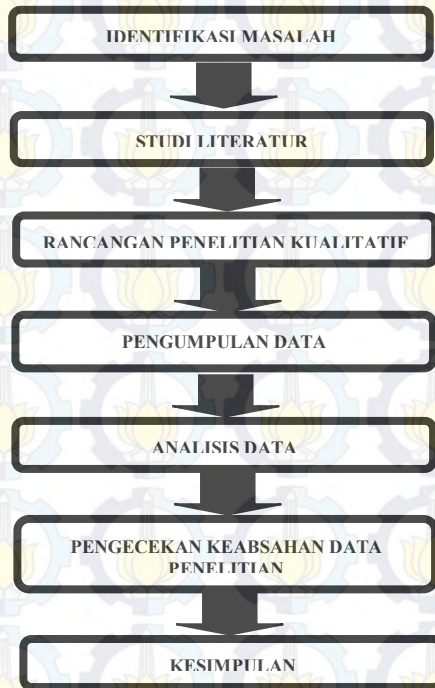 IDENTIFIKASI MASALAH
STUDI LITERATUR
RANCANGAN PENELITIAN KUALITATIF
PENGUMPULAN DATA
ANALISIS DATA
PENGECEKAN KEABSAHAN DATA
PENELITIAN
KESIMPULAN